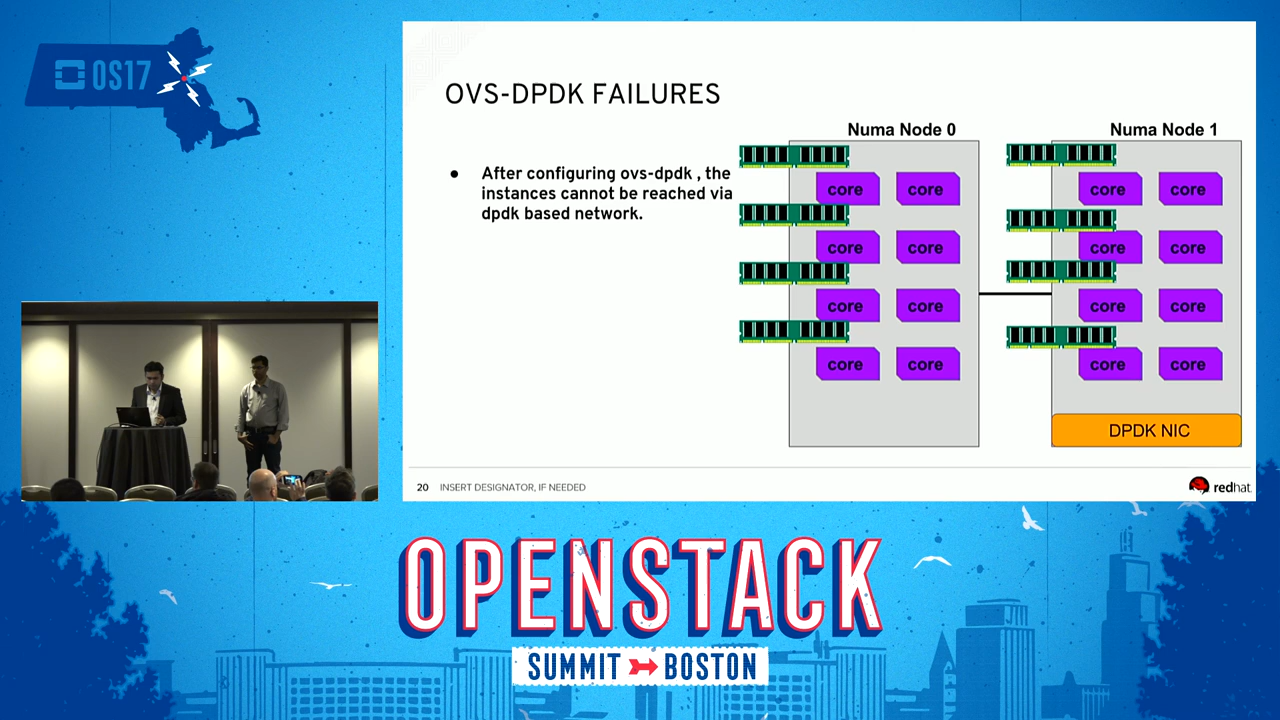 OS17
OVS-DPDK FAILURES
● After configuring ovs-dpdk , the
instances cannot be reached via
dpdk based network.
Numa Node 0
core core
core core
core core
core core
Numa Node 1
core core
core core
core core
core core
DPDK NIC
20 INSERT DESIGNATOR, IF NEEDED
redhat.
OPENSTACK
SUMMIT BOSTON